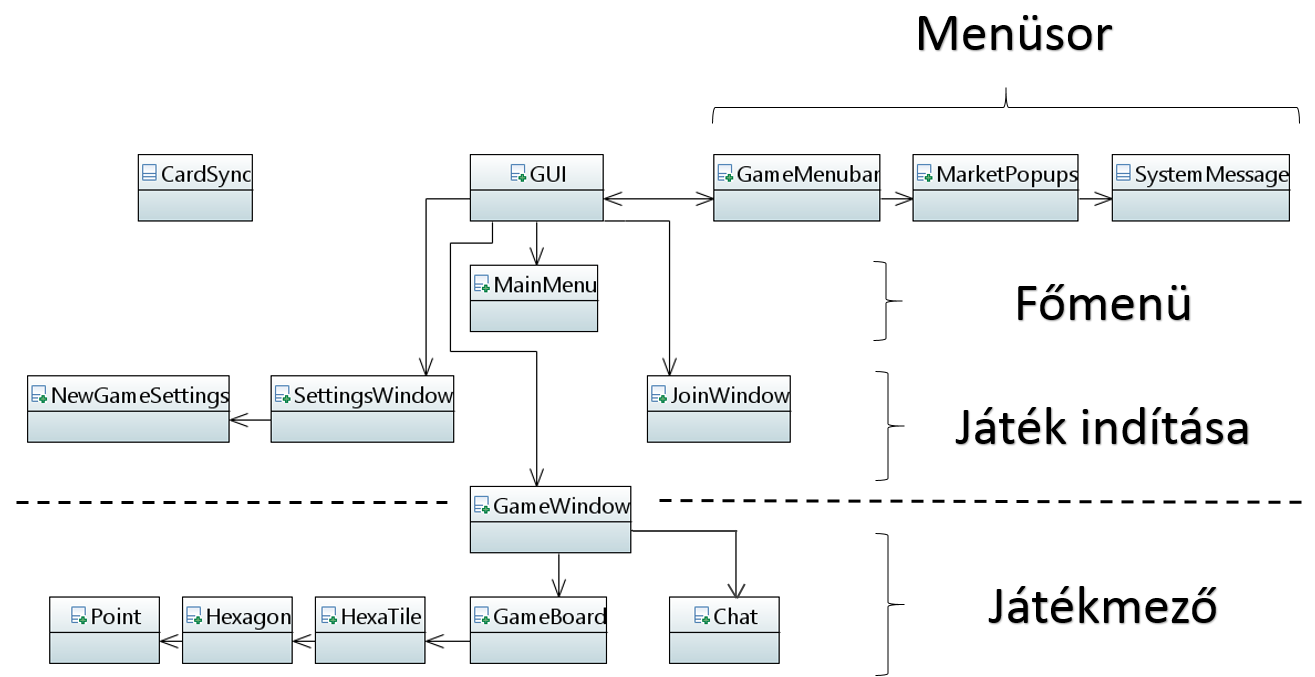 Menüsor
CardSync
GUI
GameMenubar
MarketPopups
SystemMessage
MainMenu
Főmenü
NewGameSettings
SettingsWindow
JoinWindow
Játék indítása
GameWindow
Point
Hexagon
HexaTile
GameBoard
Chat
Játékmező